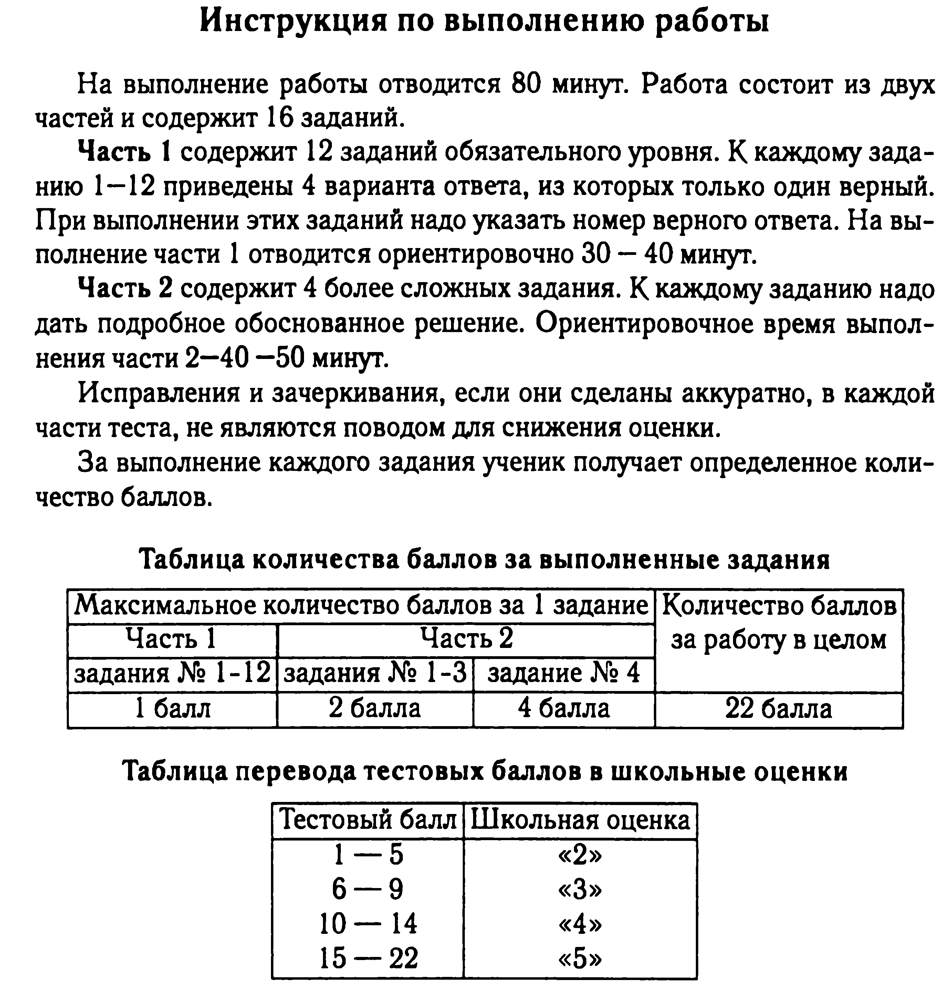 Инструкция по выполнению работы
На выполнение работы отводится 80 минут. Работа состоит из двух
частей и содержит 16 заданий.
Часть 1 содержит 12 заданий обязательного уровня. К каждому зада-
нию 1—12 приведены 4 варианта ответа, из которых только один верный.
При выполнении этих заданий надо указать номер верного ответа. На вы-
полнение части 1 отводится ориентировочно 30 — 40 минут.
Часть 2 содержит 4 более сложных задания. К каждому заданию надо
дать подробное обоснованное решение. Ориентировочное время выпол-
нения части 2—40 —50 минут.
Исправления и зачеркивания, если они сделаны аккуратно, в каждой
части теста, не являются поводом для снижения оценки.
За выполнение каждого задания ученик получает определенное коли-
чество баллов.
Таблица количества баллов за выполненные задания
Максимальное количество баллов за 1 задание Количество баллов
Часть 1 Часть 2 за работу в целом
задания № 1-12 задания № 1-3 задание № 4
1 балл 2 балла 4 балла 22 балла
Таблица перевода тестовых баллов в школьные оценки
Тестовый балл Школьная оценка
1 — 5 «2»
6 — 9 «3»
10 — 14 «4»
15 — 22 «5»